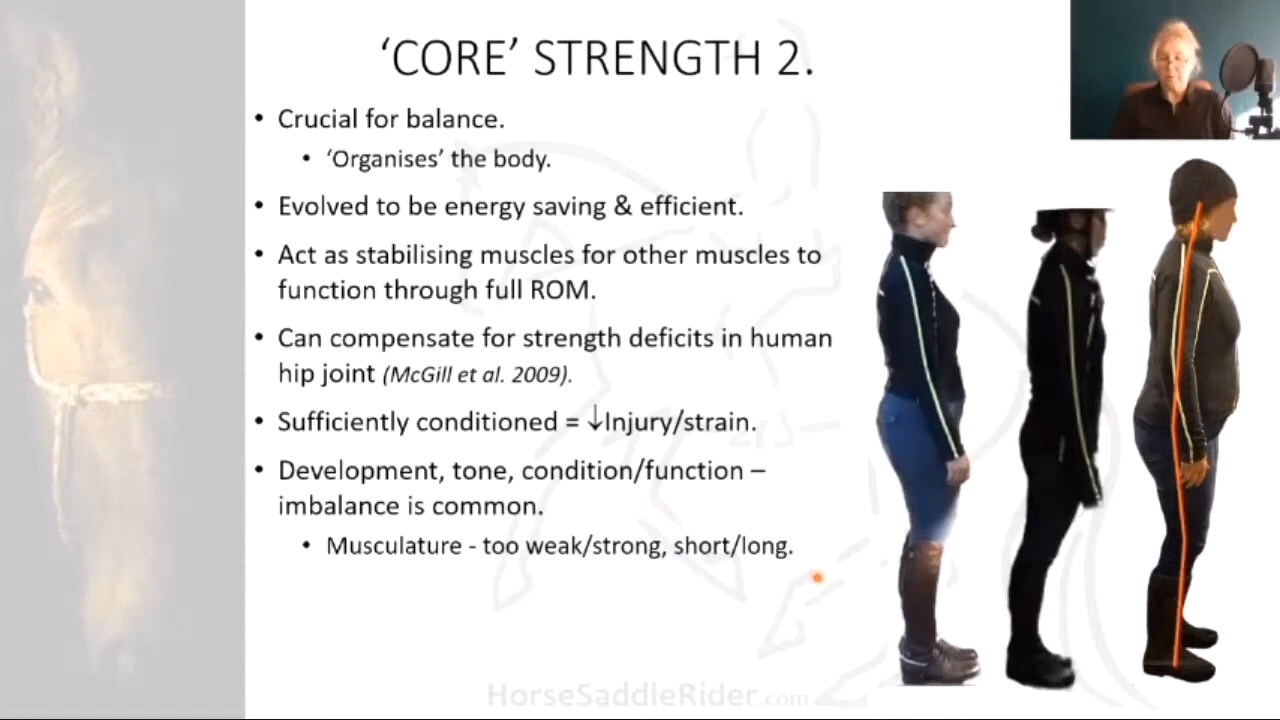 ‘CORE’ STRENGTH 2.
• Crucial for balance.
• ‘Organises’ the body.
• Evolved to be energy saving & efficient.
• Act as stabilising muscles for other muscles to
function through full ROM.
• Can compensate for strength deficits in human
hip joint (McGill et al. 2009).
• Sufficiently conditioned = ↓Injury/strain.
• Development, tone, condition/function –
imbalance is common.
• Musculature - too weak/strong, short/long.
HorseSaddleRider.com